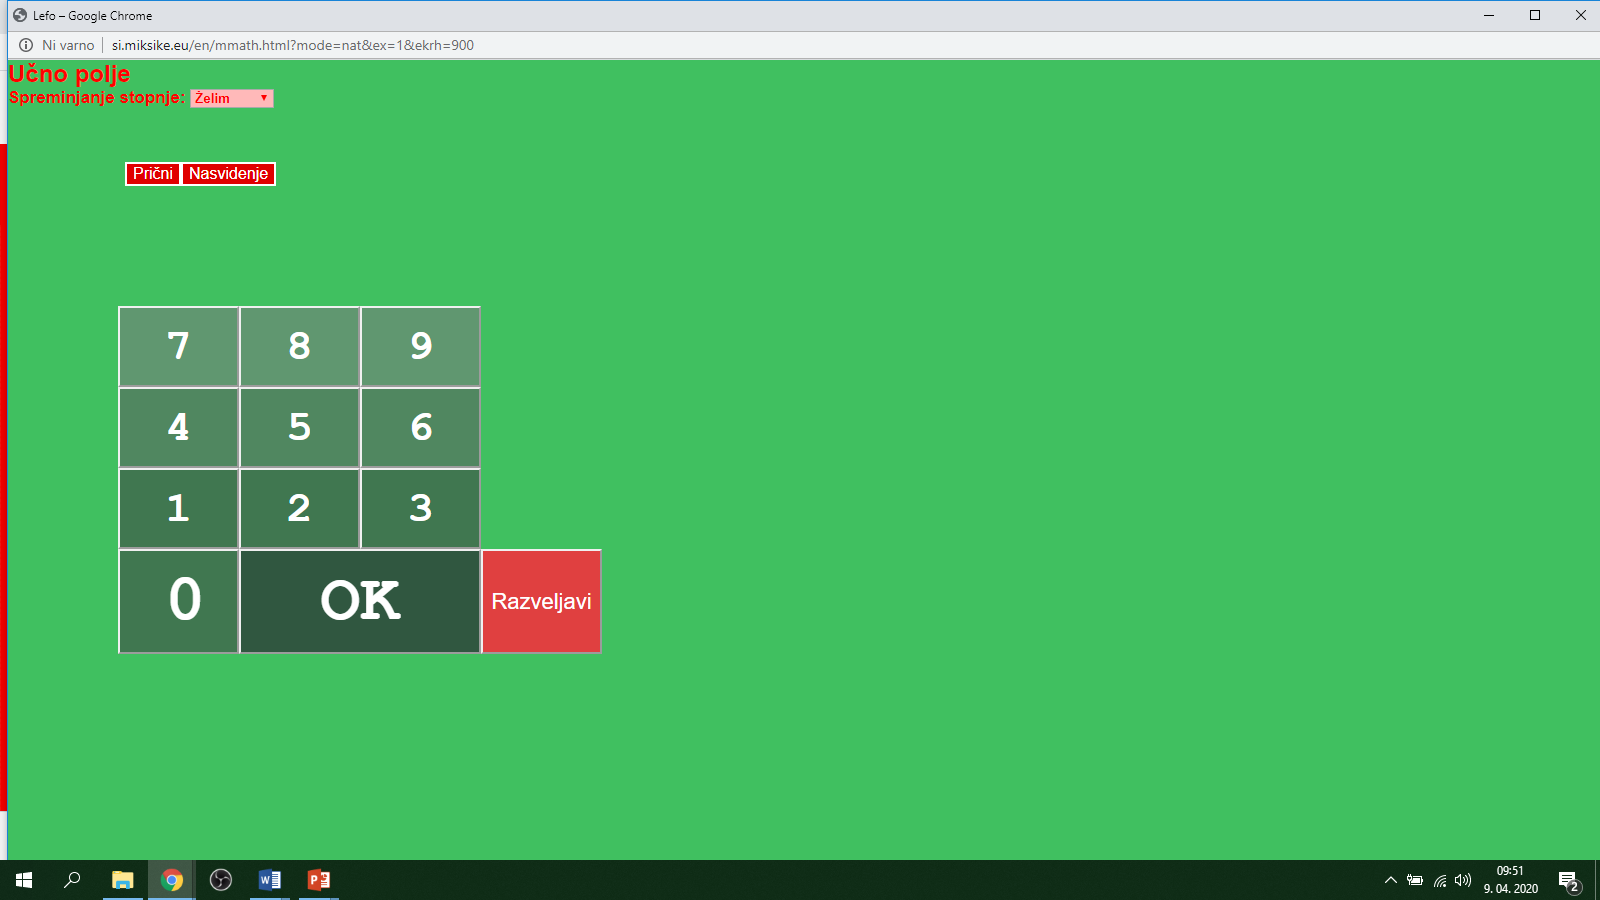 Lefo – Google Chrome
Ni varno si.miksike.eu/en/mmath.html?mode=nat&ex=1&ekrh=900
Učno polje
Spreminjanje stopnje: Želim
Prični Nasvidenje
7 8 9
4 5 6
1 2 3
0 OK Razveljavi
09:51
9. 04. 2020
2